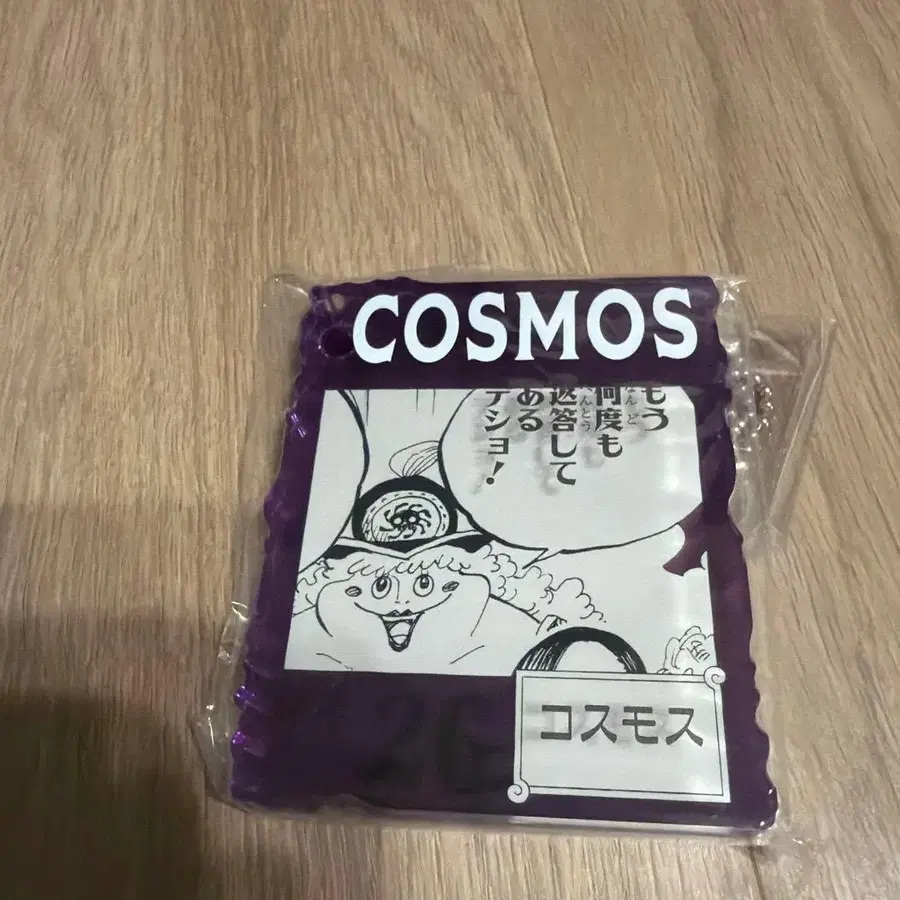 COSMOS
もう
何度も
返答して
ある
デショ！
コスモス